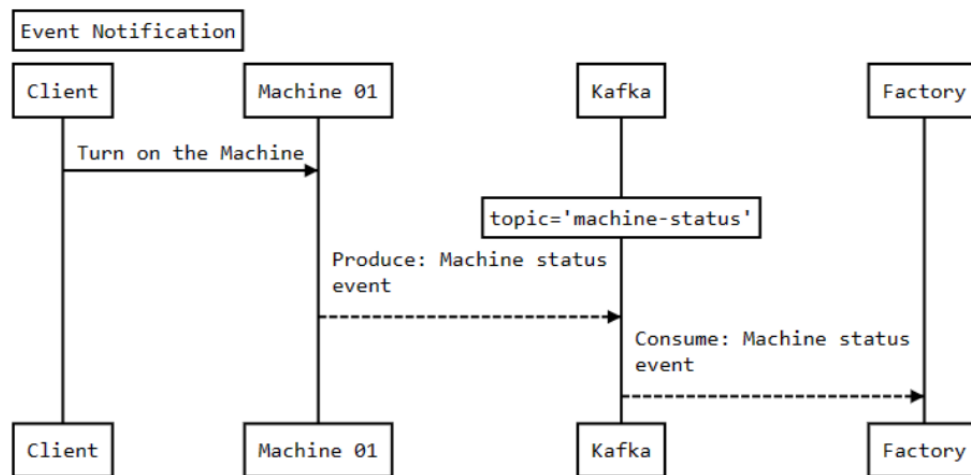 Event Notification
Client
Machine 01
Kafka
Factory
Turn on the Machine
topic='machine-status'
Produce: Machine status
event
Consume: Machine status
event
Client
Machine 01
Kafka
Factory